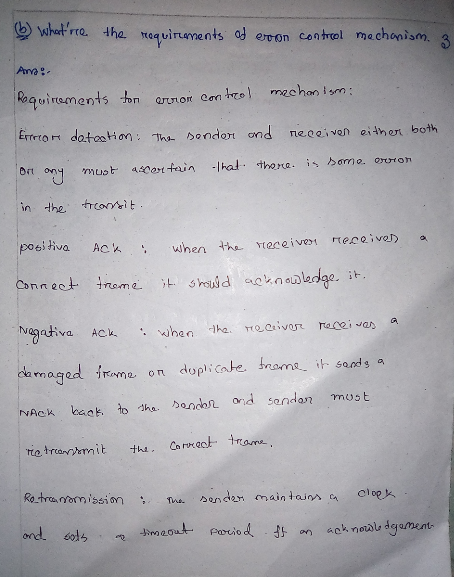 (b) What're the requirements of error control mechanism. 3
Ans:-
Requirements for error control mechanism:
Error detection: The sender and receiver either both
or any must ascertain that there is some error
in the transit.
positive ACK : when the receiver receives a
correct frame it should acknowledge it.
Negative ACK : when the receiver receives a
damaged frame or duplicate frame it sends a
NACK back to the sender and sender must
retransmit the correct frame.
Retransmission : The sender maintains a clock
and sets a timeout period. If an acknowledgement